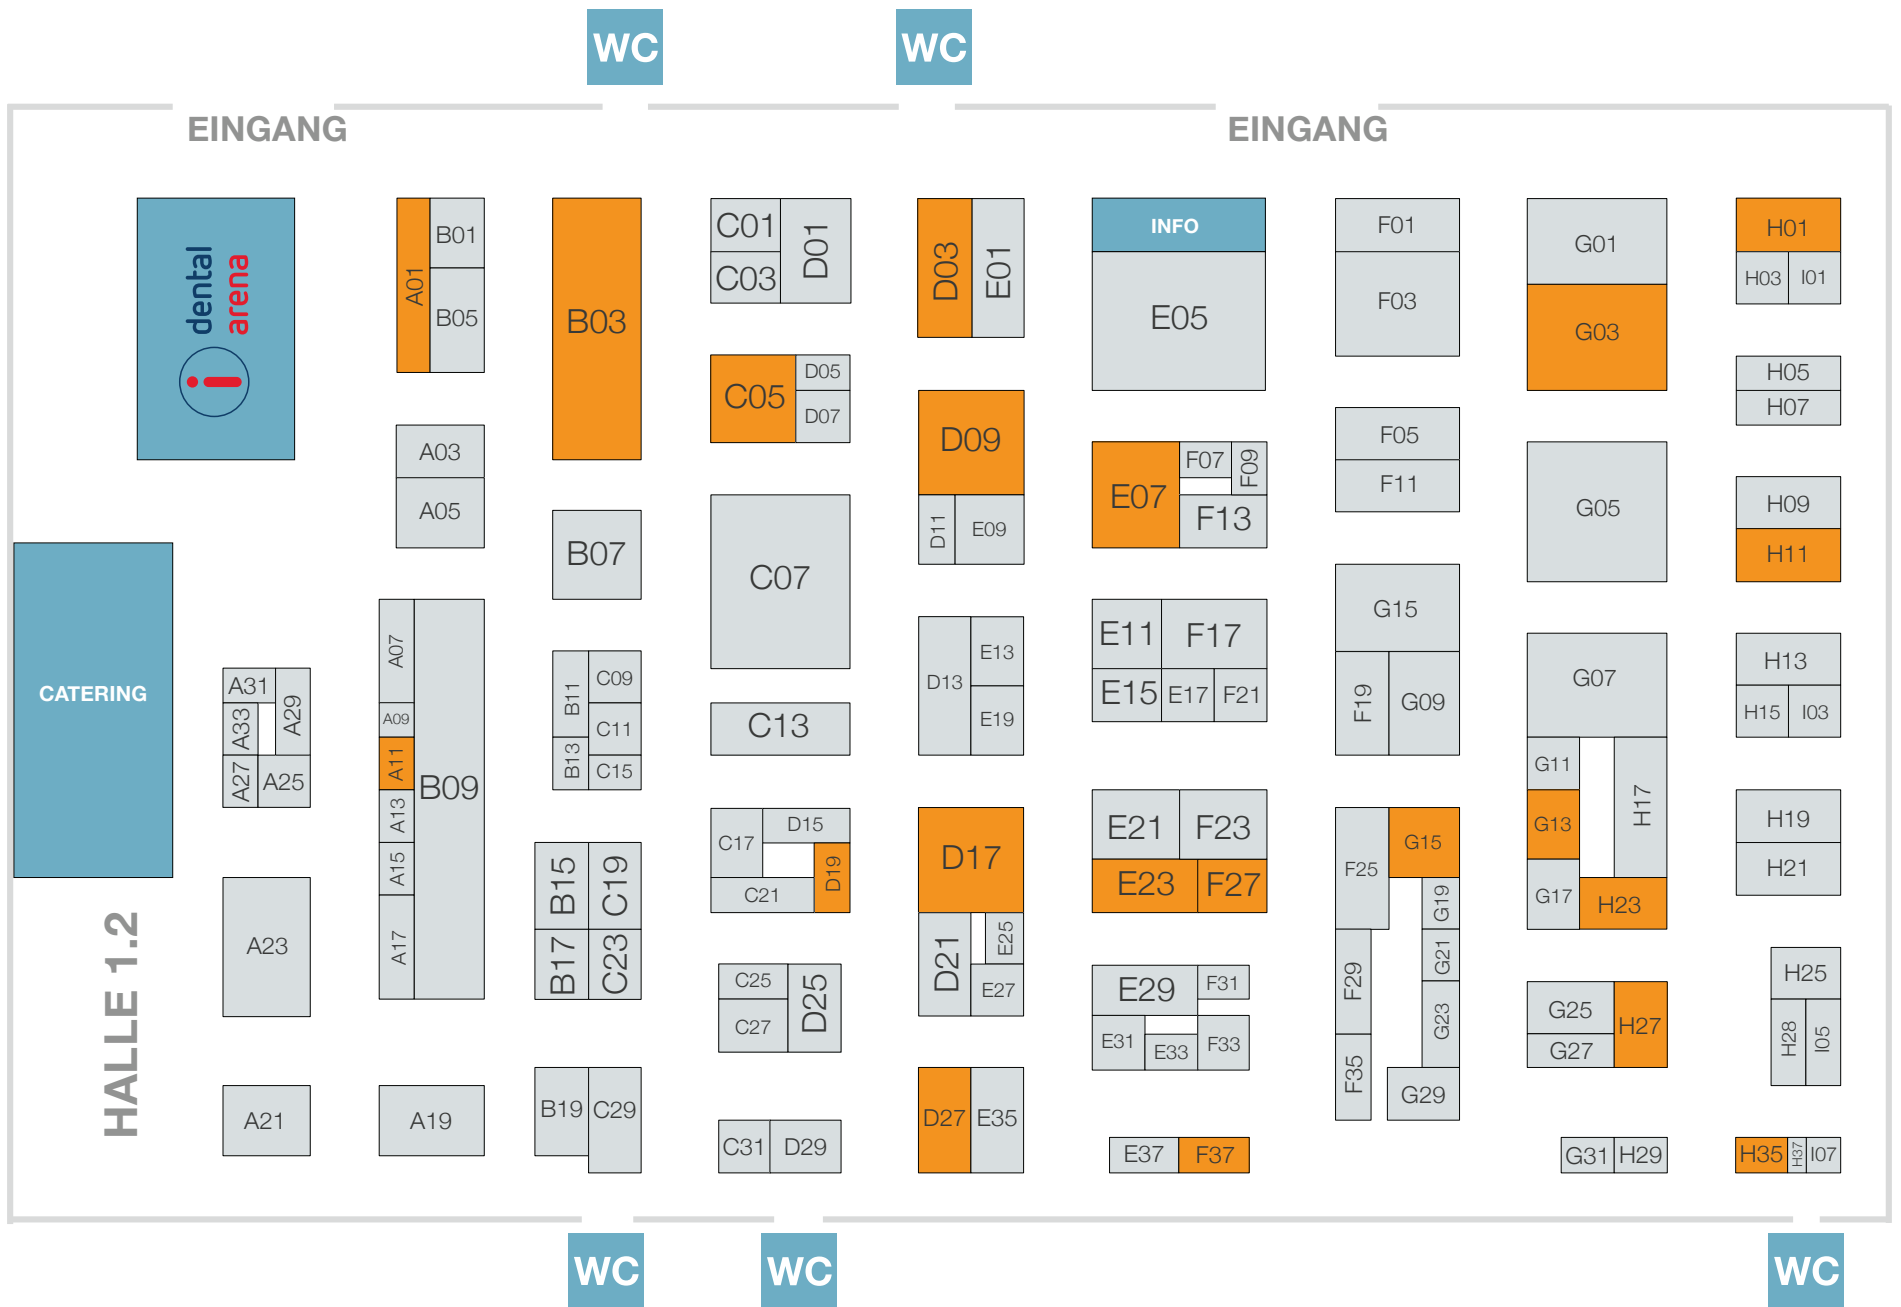 WC
WC
EINGANG
EINGANG
dental
arena
A01
B01
B05
B03
C01
C03
D01
D03
E01
INFO
E05
F01
F03
G01
G03
H01
H03
I01
C05
D05
D07
A03
A05
D09
D11
E09
E07
F07
F09
F13
F05
F11
G05
H05
H07
H09
H11
B07
C07
CATERING
A31
A33
A29
A27
A25
A07
A09
A11
A13
A15
A17
B09
B11
B13
C09
C11
C15
C13
D13
E13
E19
E11
F17
E15
E17
F21
G15
F19
G09
G07
G11
G13
G17
H17
H23
H13
H15
I03
H19
H21
B15
C19
B17
C23
C17
D15
D19
C21
D17
D21
E25
E27
E21
F23
E23
F27
F25
G15
G19
G21
G23
F29
F35
G29
HALLE 1.2
A23
C25
C27
D25
E29
F31
E31
E33
F33
G25
G27
H27
H25
H28
I05
A21
A19
B19
C29
C31
D29
D27
E35
E37
F37
G31
H29
H35
H37
I07
WC
WC
WC